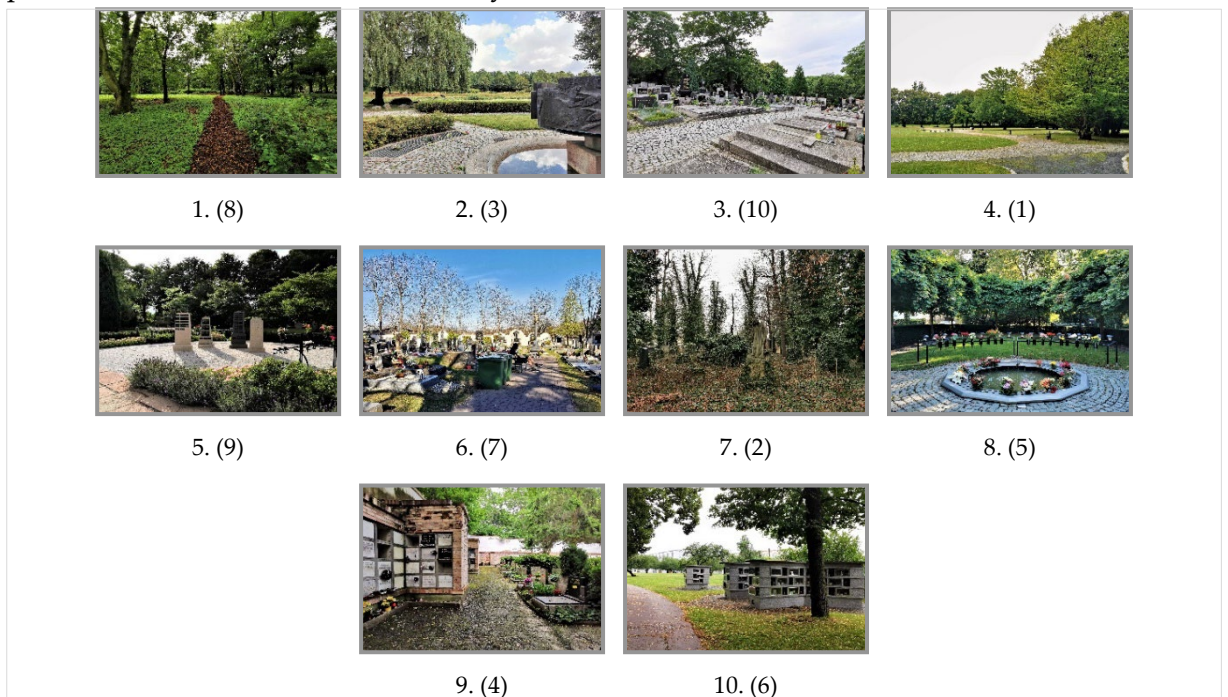 1. (8) 2. (3) 3. (10) 4. (1)
5. (9) 6. (7) 7. (2) 8. (5)
9. (4) 10. (6)